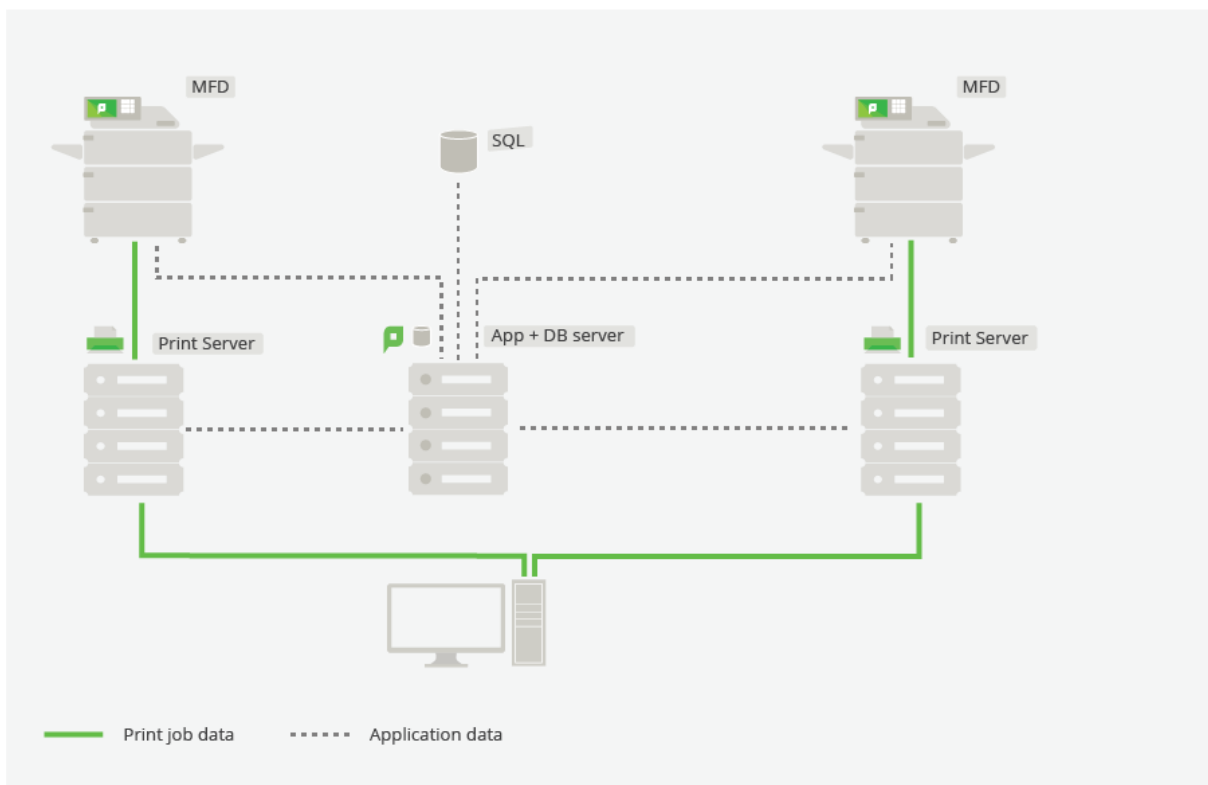 MFD
MFD
SQL
Print Server
App + DB server
Print Server
Print job data
Application data